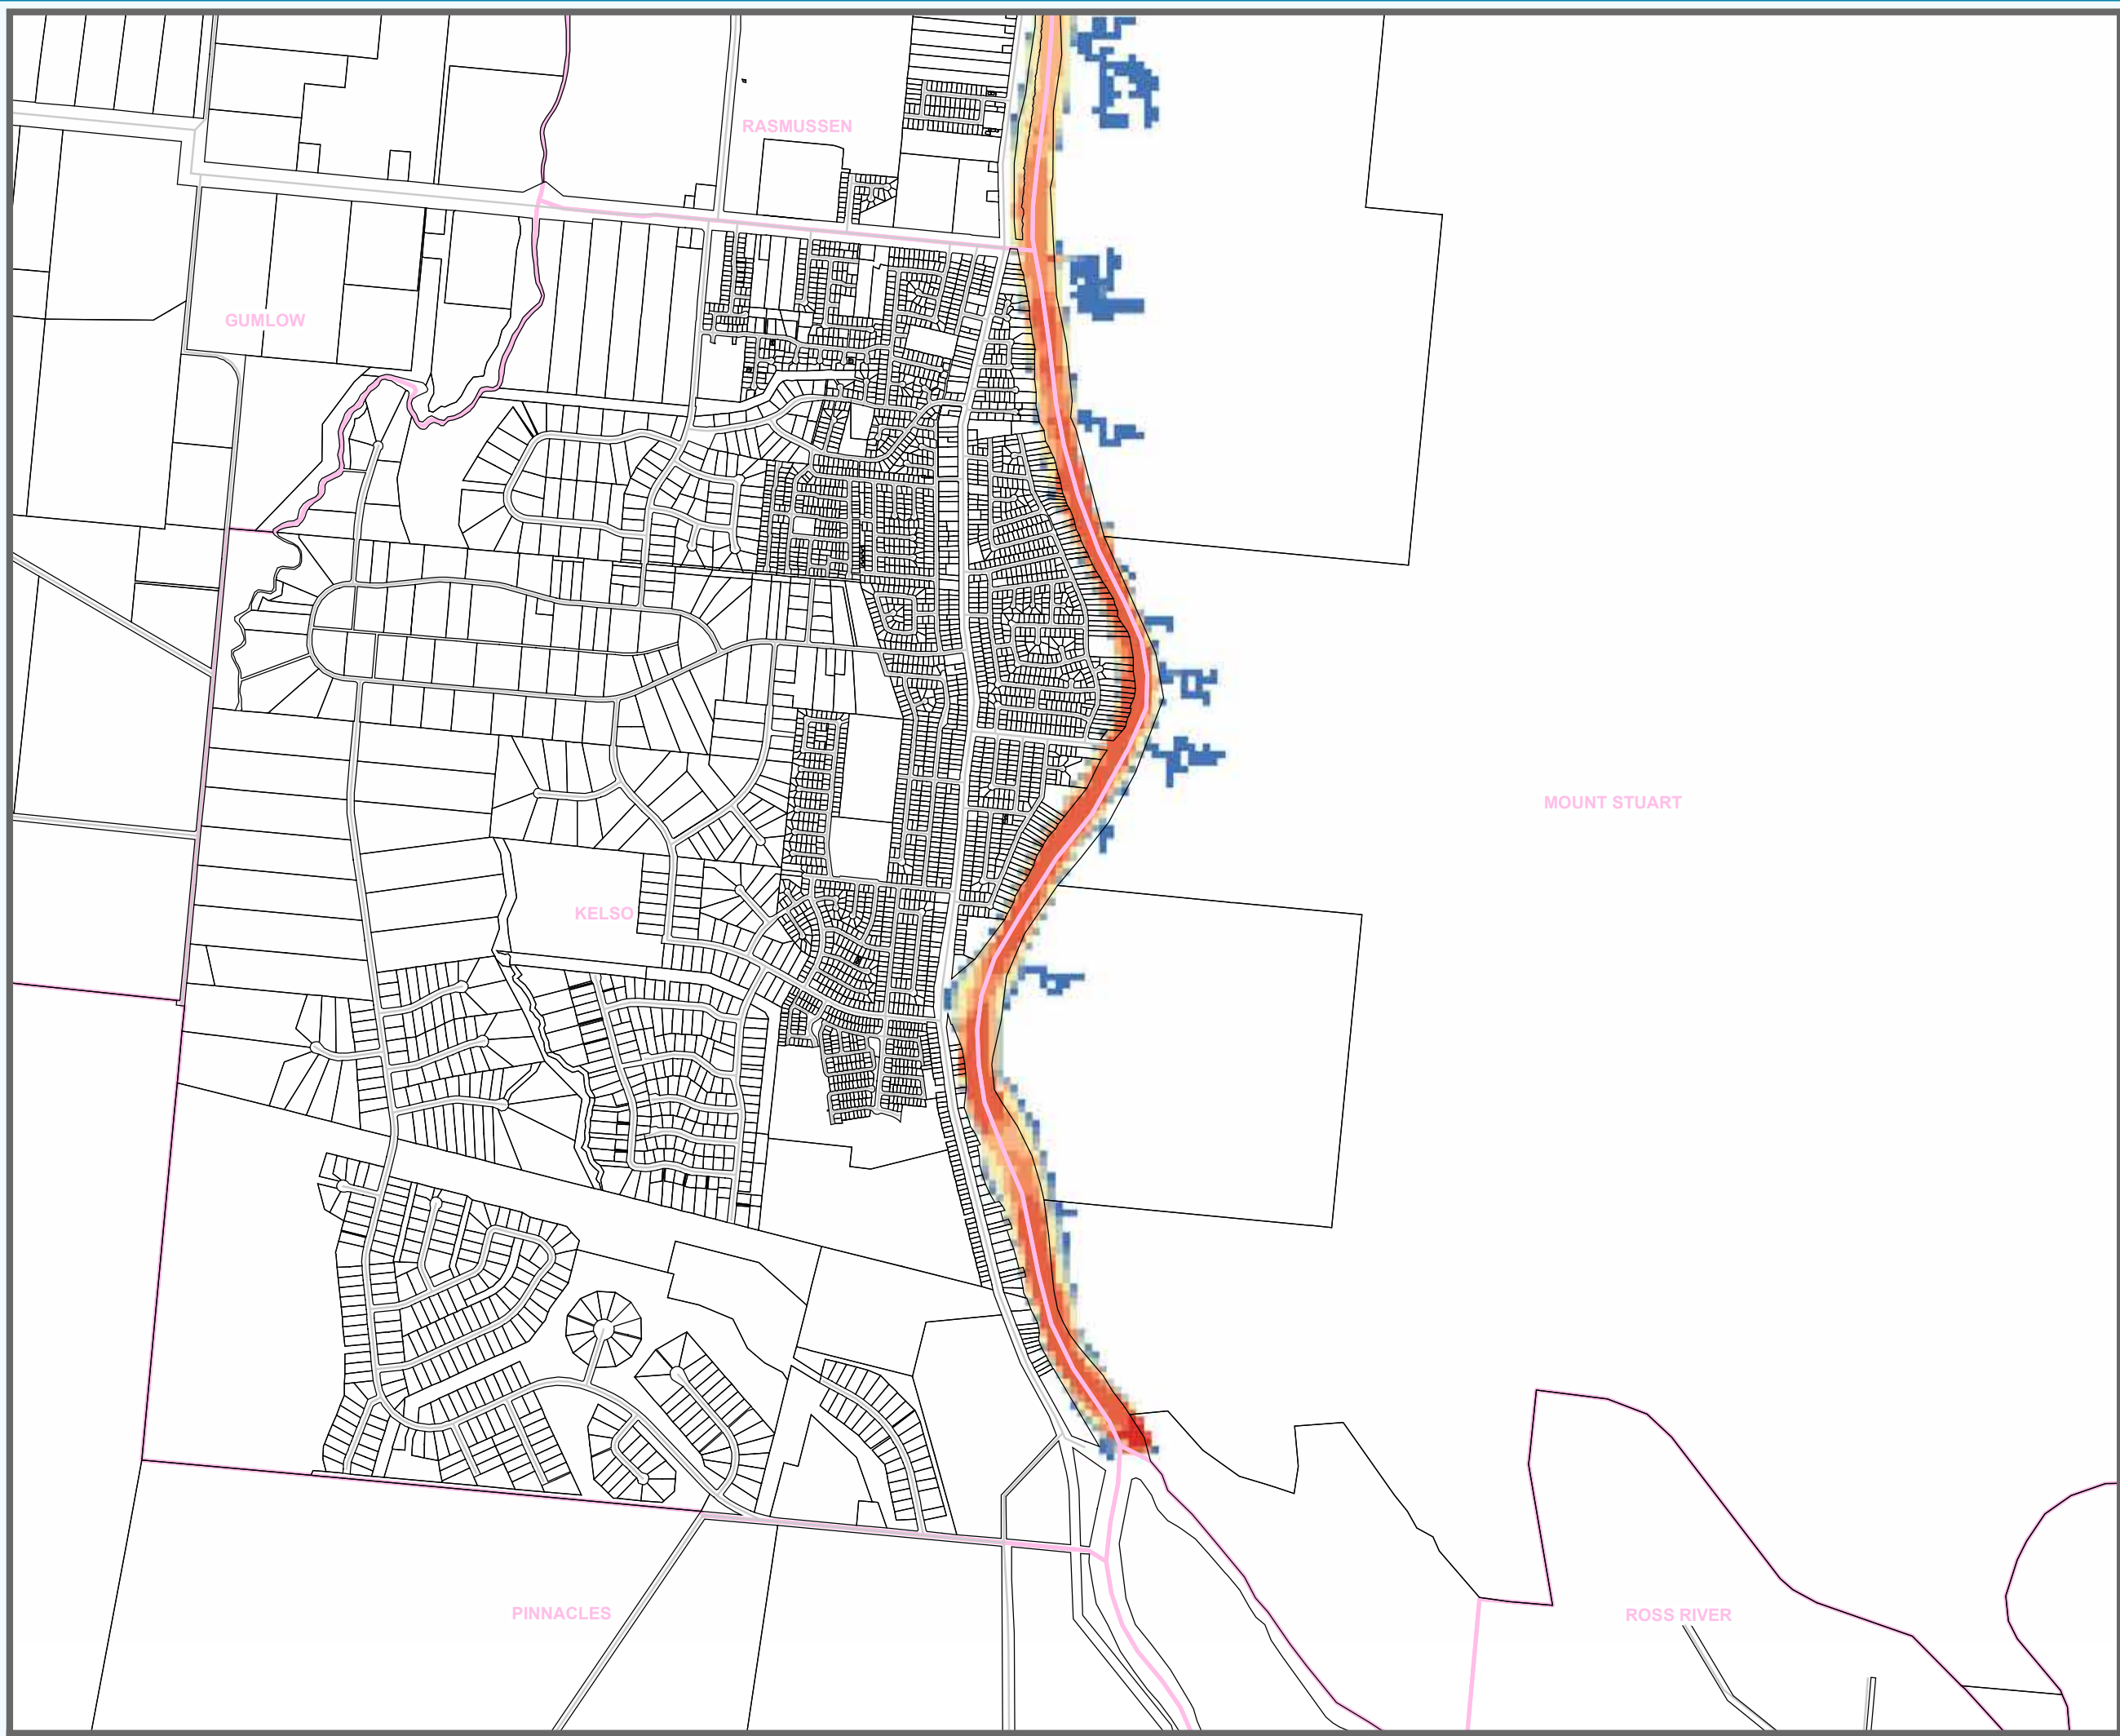 RASMUSSEN
GUMLOW
MOUNT STUART
KELSO
PINNACLES
ROSS RIVER